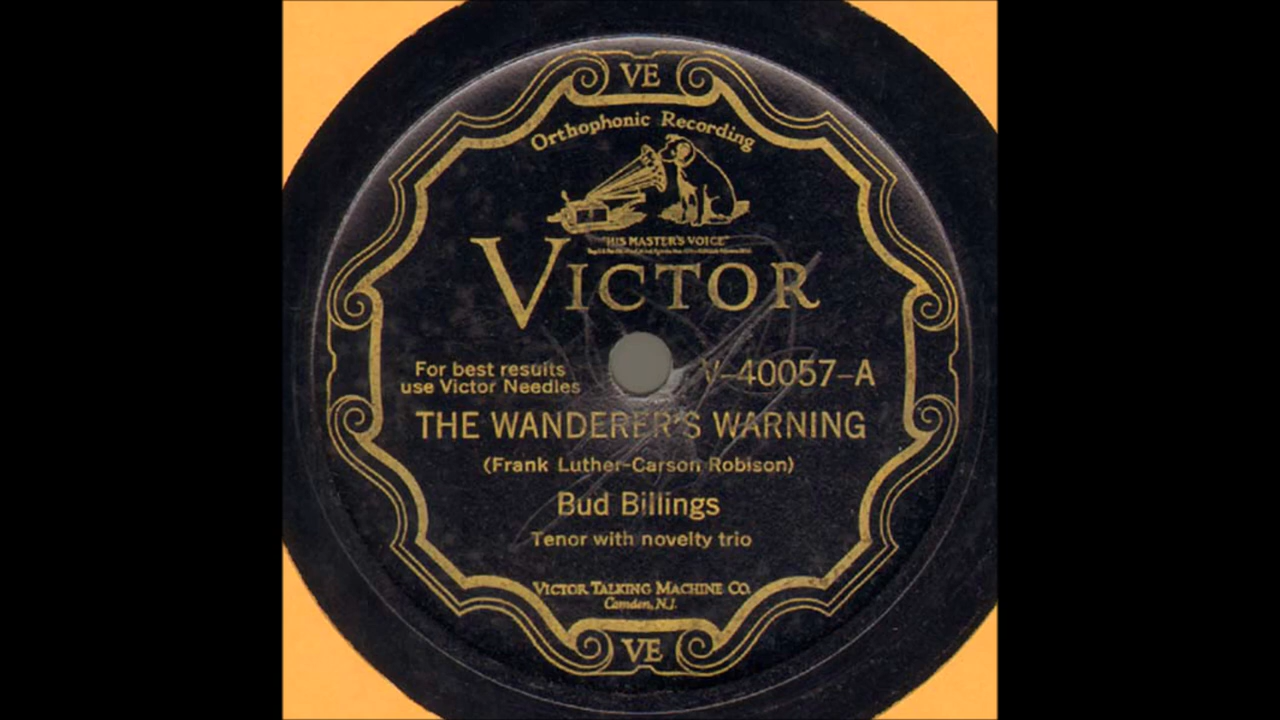 VE
Orthophonic Recording
"HIS MASTER'S VOICE"
VICTOR
For best results
use Victor Needles
V-40057-A
THE WANDERER'S WARNING
(Frank Luther-Carson Robison)
Bud Billings
Tenor with novelty trio
VICTOR TALKING MACHINE CO.
Camden, N.J.
VE